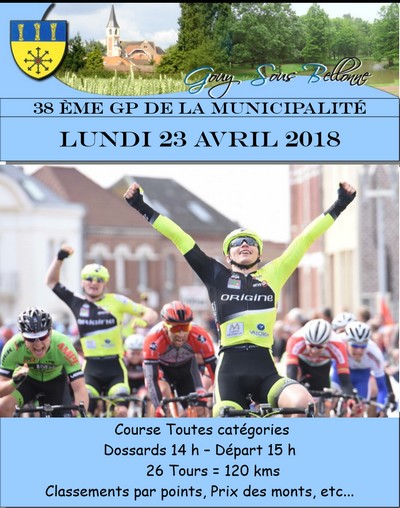 Gouy Sous Bellonne
38 ÈME GP DE LA MUNICIPALITÉ
LUNDI 23 AVRIL 2018
ORIGINE
ORIGINE
Course Toutes catégories
Dossards 14 h – Départ 15 h
26 Tours = 120 kms
Classements par points, Prix des monts, etc...